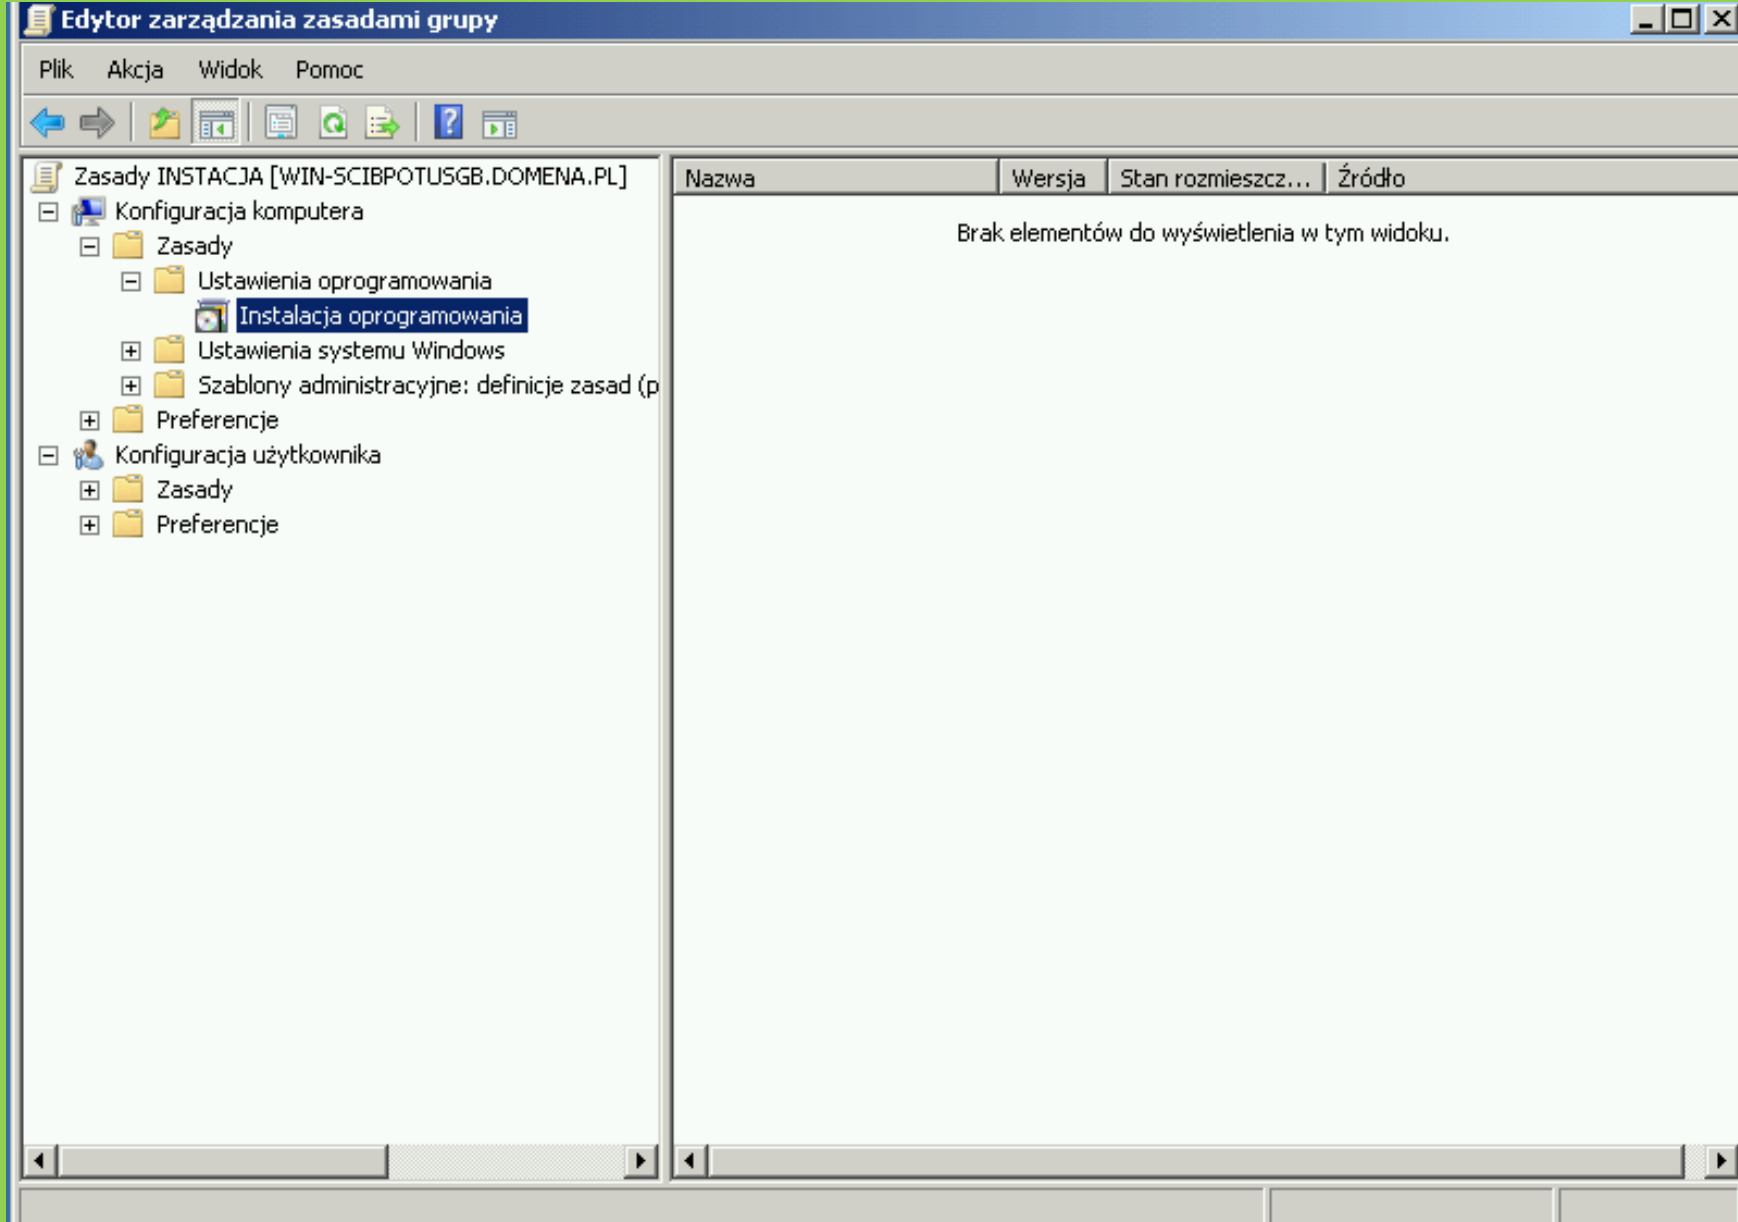 Edytor zarządzania zasadami grupy
Plik Akcja Widok Pomoc
Zasady INSTACJA [WIN-SCIBPOTUSGB.DOMENA.PL]
Konfiguracja komputera
Zasady
Ustawienia oprogramowania
Instalacja oprogramowania
Ustawienia systemu Windows
Szablony administracyjne: definicje zasad (p
Preferencje
Konfiguracja użytkownika
Zasady
Preferencje
Nazwa Wersja Stan rozmieszcz... Źródło
Brak elementów do wyświetlenia w tym widoku.